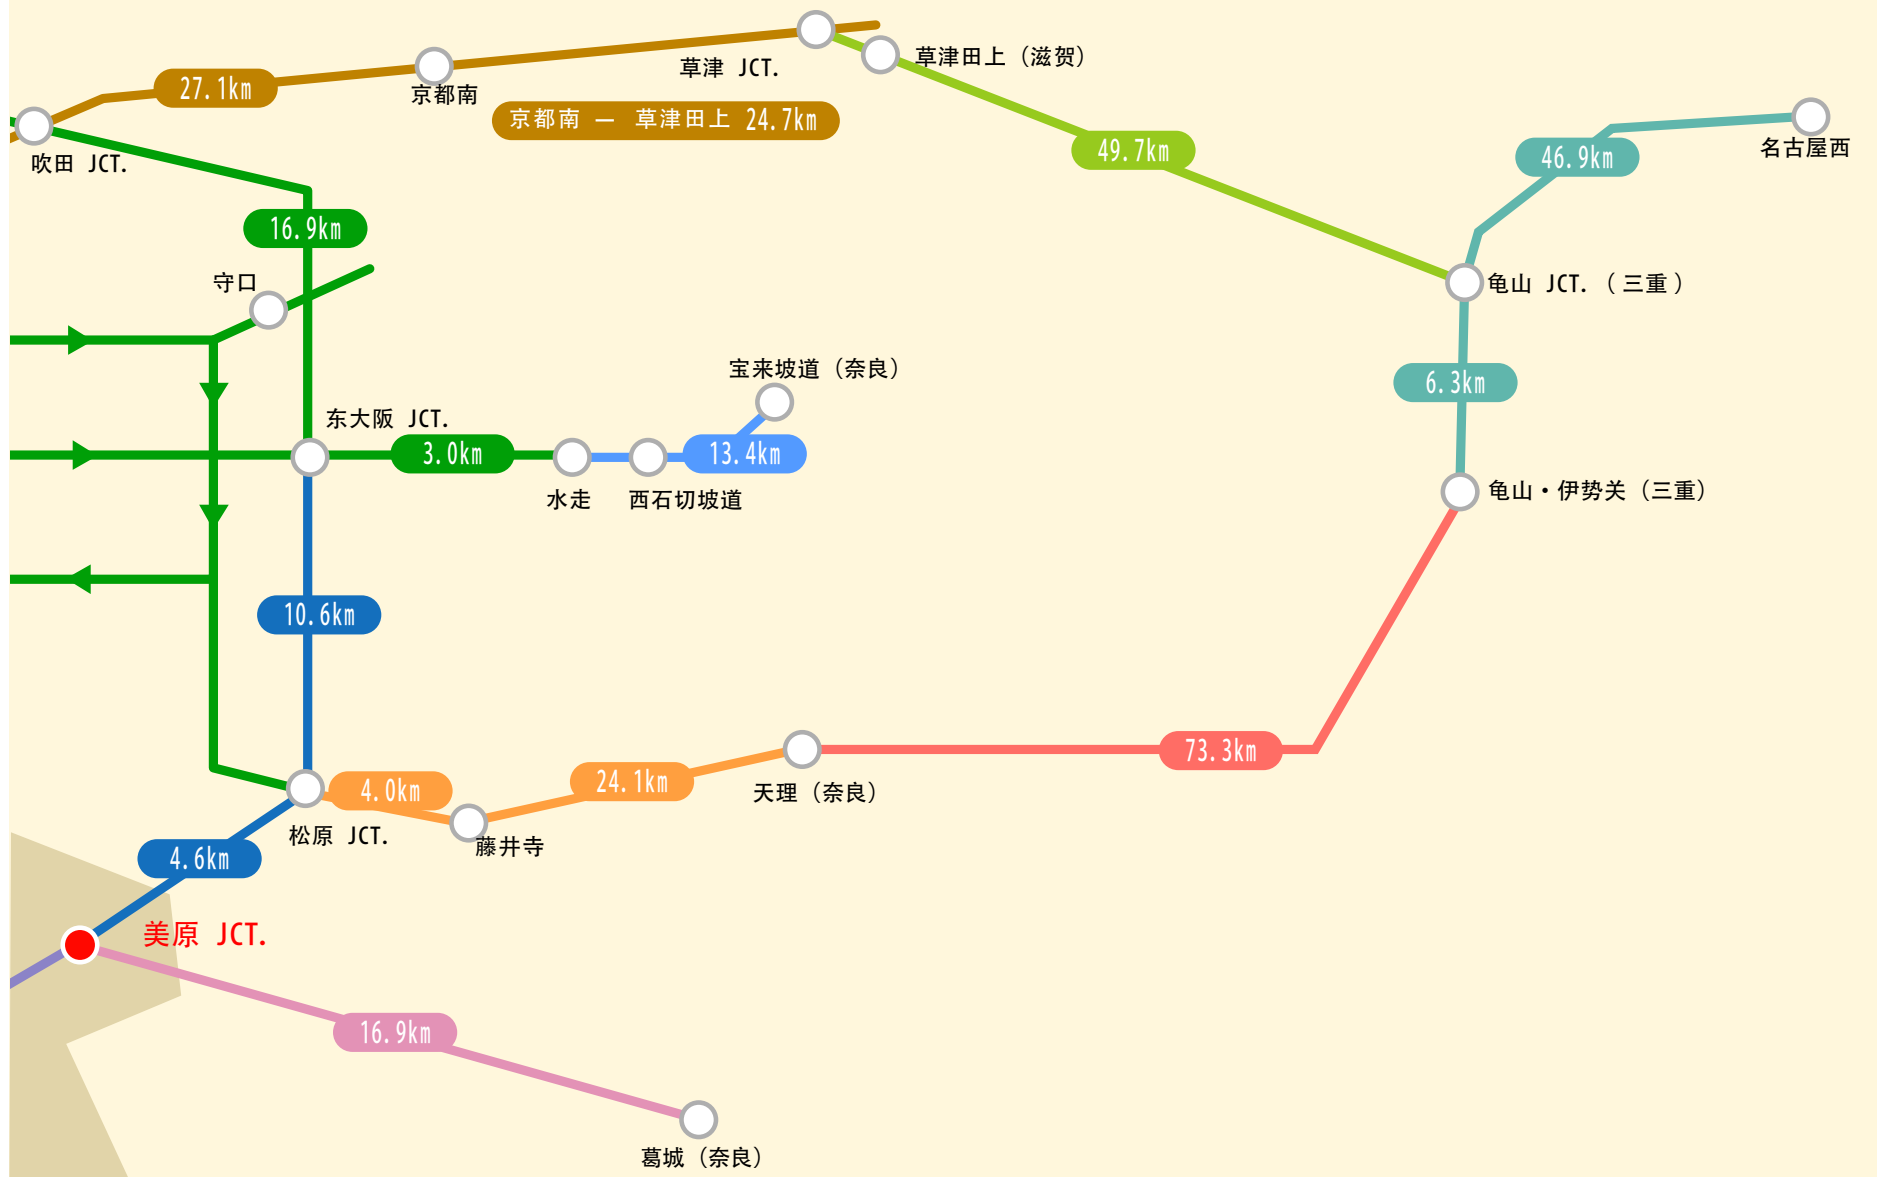 草津 JCT.
草津田上（滋贺）
27.1km
京都南
京都南 — 草津田上 24.7km
吹田 JCT.
49.7km
46.9km
名古屋西
16.9km
守口
龟山 JCT.（三重）
宝来坡道（奈良）
6.3km
东大阪 JCT.
3.0km
13.4km
水走
西石切坡道
龟山・伊势关（三重）
10.6km
73.3km
4.0km
24.1km
天理（奈良）
松原 JCT.
藤井寺
4.6km
美原 JCT.
16.9km
葛城（奈良）